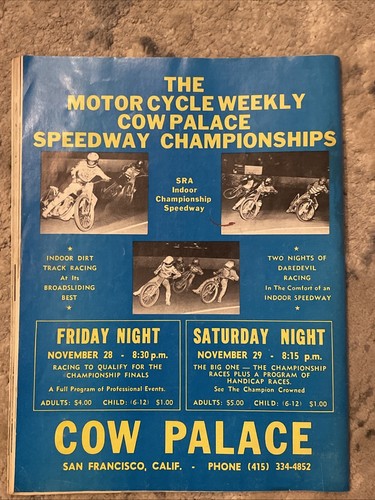 THE
MOTOR CYCLE WEEKLY
COW PALACE
SPEEDWAY CHAMPIONSHIPS
SRA
Indoor
Championship
Speedway
INDOOR DIRT
TRACK RACING
At Its
BROADSLIDING
BEST
TWO NIGHTS OF
DAREDEVIL
RACING
In The Comfort of an
INDOOR SPEEDWAY
FRIDAY NIGHT
NOVEMBER 28 - 8:30 p.m.
RACING TO QUALIFY FOR THE
CHAMPIONSHIP FINALS
A Full Program of Professional Events.
ADULTS: $4.00 CHILD: (6-12) $1.00
SATURDAY NIGHT
NOVEMBER 29 - 8:15 p.m.
THE BIG ONE — THE CHAMPIONSHIP
RACES PLUS A PROGRAM OF
HANDICAP RACES.
See The Champion Crowned
ADULTS: $5.00 CHILD: (6-12) $1.00
COW PALACE
SAN FRANCISCO, CALIF. - PHONE (415) 334-4852